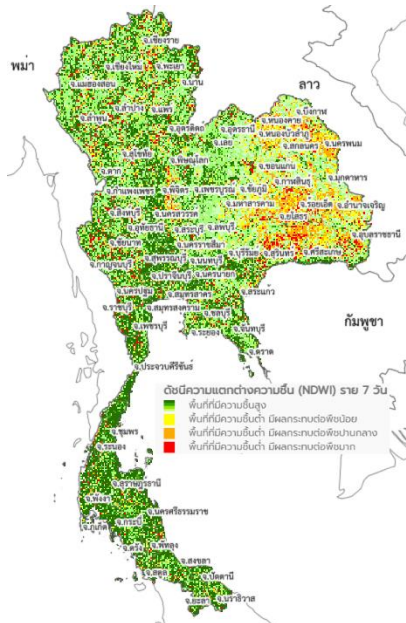 พม่า
ลาว
กัมพูชา
จ.เชียงราย
จ.เชียงใหม่
จ.พะเยา
จ.แม่ฮ่องสอน
จ.น่าน
จ.ลำปาง
จ.แพร่
จ.ลำพูน
จ.อุตรดิตถ์
จ.อุดรธานี
จ.เลย
จ.บึงกาฬ
จ.หนองคาย
จ.หนองบัวลำภู
จ.สกลนคร
จ.นครพนม
จ.สุโขทัย
จ.ตาก
จ.พิษณุโลก
จ.ขอนแก่น
จ.กาฬสินธุ์
จ.มุกดาหาร
จ.กำแพงเพชร
จ.พิจิตร
จ.เพชรบูรณ์
จ.ชัยภูมิ
จ.มหาสารคาม
จ.ร้อยเอ็ด
จ.อำนาจเจริญ
จ.ยโสธร
จ.สิงหบุรี
จ.นครสวรรค์
จ.อุทัยธานี
จ.สระบุรี
จ.ลพบุรี
จ.อุบลราชธานี
จ.ชัยนาท
จ.นครราชสีมา
จ.บุรีรัมย์
จ.สุรินทร์
จ.ศรีสะเกษ
จ.สุพรรณบุรี
จ.นนทบุรี
จ.กาญจนบุรี
จ.ปราจีนบุรี
จ.นครนายก
จ.สระแก้ว
จ.นครปฐม
จ.สมุทรสาคร
จ.ราชบุรี
จ.สมุทรสงคราม
จ.ชลบุรี
จ.เพชรบุรี
จ.ระยอง
จ.จันทบุรี
จ.ตราด
จ.ประจวบคีรีขันธ์
ดัชนีความแตกต่างความชื้น (NDWI) ราย 7 วัน
พื้นที่ที่มีความชื้นสูง
พื้นที่ที่มีความชื้นต่ำ มีผลกระทบต่อพืชน้อย
พื้นที่ที่มีความชื้นต่ำ มีผลกระทบต่อพืชปานกลาง
พื้นที่ที่มีความชื้นต่ำ มีผลกระทบต่อพืชมาก
จ.ชุมพร
จ.ระนอง
จ.สุราษฎร์ธานี
จ.พังงา
จ.นครศรีธรรมราช
จ.กระบี่
จ.ภูเก็ต
จ.ตรัง
จ.พัทลุง
จ.สงขลา
จ.สตูล
จ.ปัตตานี
จ.ยะลา
จ.นราธิวาส